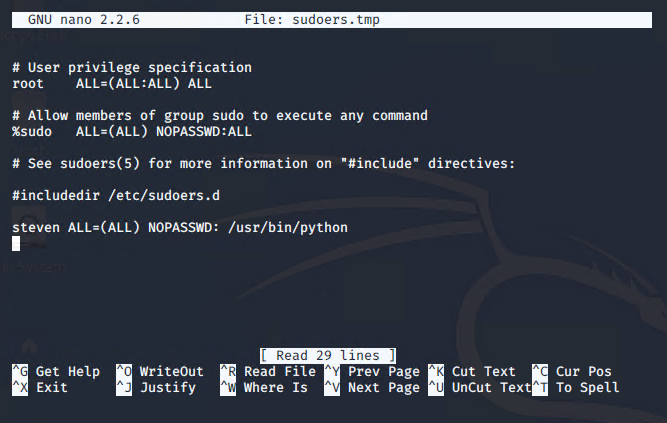 GNU nano 2.2.6 File: sudoers.tmp
# User privilege specification
root ALL=(ALL:ALL) ALL
# Allow members of group sudo to execute any command
%sudo ALL=(ALL) NOPASSWD:ALL
# See sudoers(5) for more information on "#include" directives:
#includedir /etc/sudoers.d
steven ALL=(ALL) NOPASSWD: /usr/bin/python
[ Read 29 lines ]
^G Get Help ^O WriteOut ^R Read File ^Y Prev Page ^K Cut Text ^C Cur Pos
^X Exit ^J Justify ^W Where Is ^V Next Page ^U UnCut Text ^T To Spell